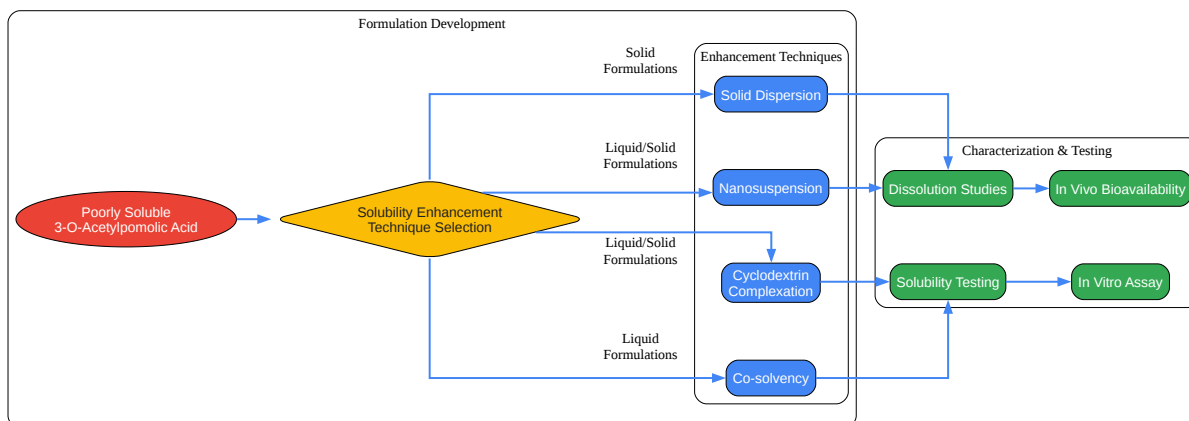 Formulation Development
Solid
Formulations
Enhancement Techniques
Solid Dispersion
Liquid/Solid
Formulations
Characterization & Testing
Nanosuspension
Dissolution Studies
In Vivo Bioavailability
Poorly Soluble
3-O-Acetylpomolic Acid
Solubility Enhancement
Technique Selection
Liquid/Solid
Formulations
Cyclodextrin
Complexation
Solubility Testing
In Vitro Assay
Liquid
Formulations
Co-solvency